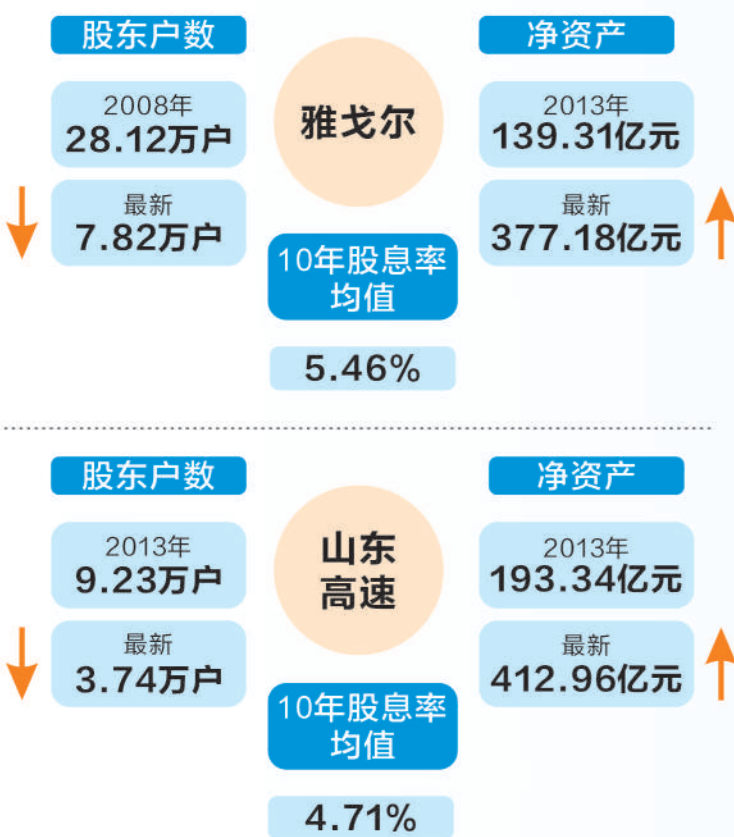 股东户数
2008年
28.12万户
最新
7.82万户
雅戈尔
10年股息率
均值
5.46%
净资产
2013年
139.31亿元
最新
377.18亿元
股东户数
2013年
9.23万户
最新
3.74万户
山东
高速
10年股息率
均值
4.71%
净资产
2013年
193.34亿元
最新
412.96亿元